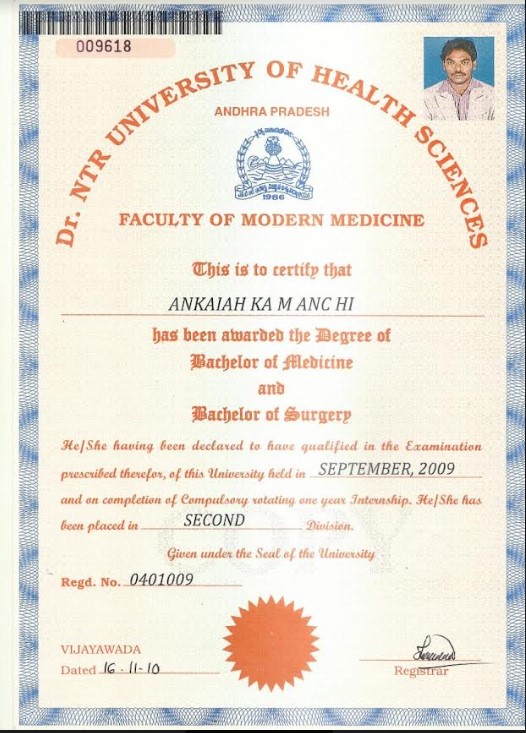 009618
Dr. NTR UNIVERSITY OF HEALTH SCIENCES
ANDHRA PRADESH
1986
FACULTY OF MODERN MEDICINE
This is to certify that
ANKAIAH KA M ANC HI
has been awarded the Degree of
Bachelor of Medicine
and
Bachelor of Surgery
He/She having been declared to have qualified in the Examination
prescribed therefor, of this University held in SEPTEMBER, 2009
and on completion of Compulsory rotating one year Internship. He/She has
been placed in SECOND Division.
COPY
Given under the Seal of the University
Regd. No. 0401009
VIJAYAWADA
Dated 16-11-10
Registrar